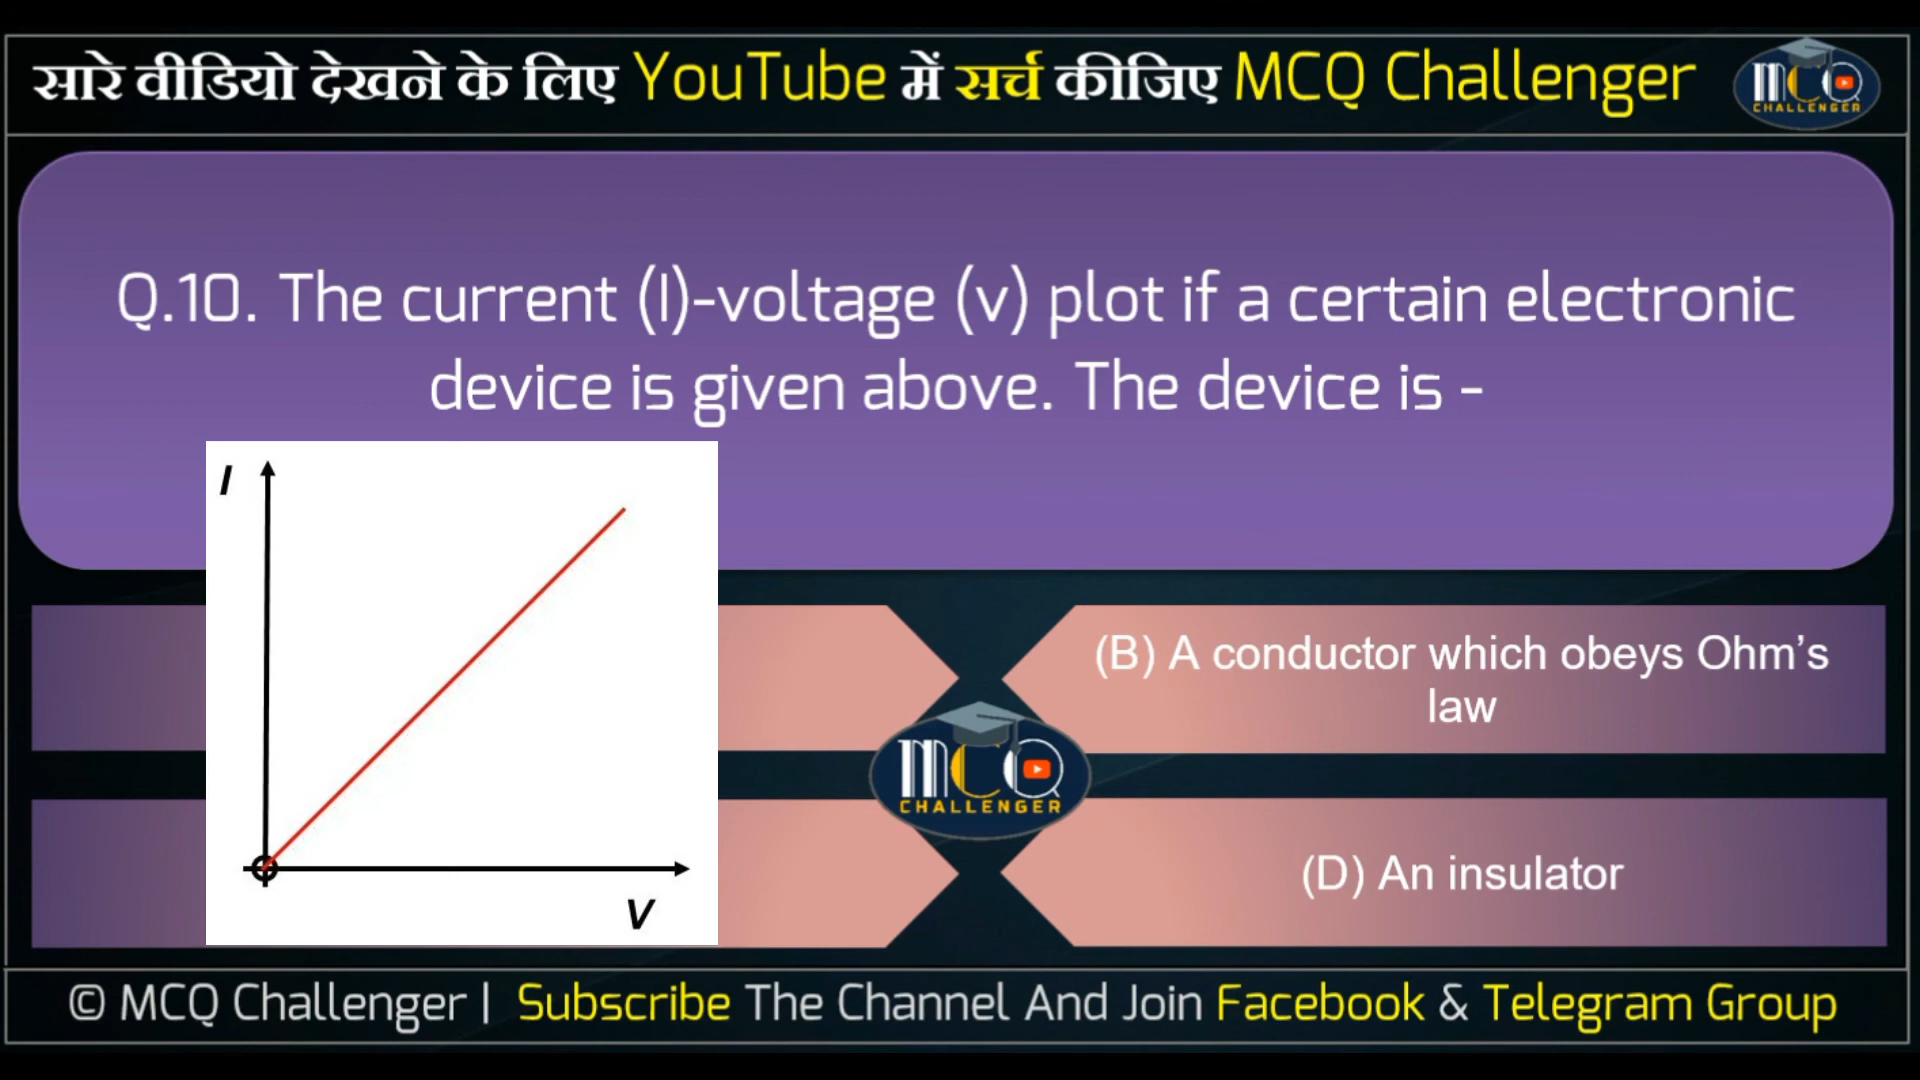 सारे वीडियो देखने के लिए YouTube में सर्च कीजिए MCQ Challenger
MCQ
CHALLENGER
Q.10. The current (I)-voltage (v) plot if a certain electronic
device is given above. The device is -
I
V
(B) A conductor which obeys Ohm’s
law
MCQ
CHALLENGER
(D) An insulator
© MCQ Challenger | Subscribe The Channel And Join Facebook & Telegram Group